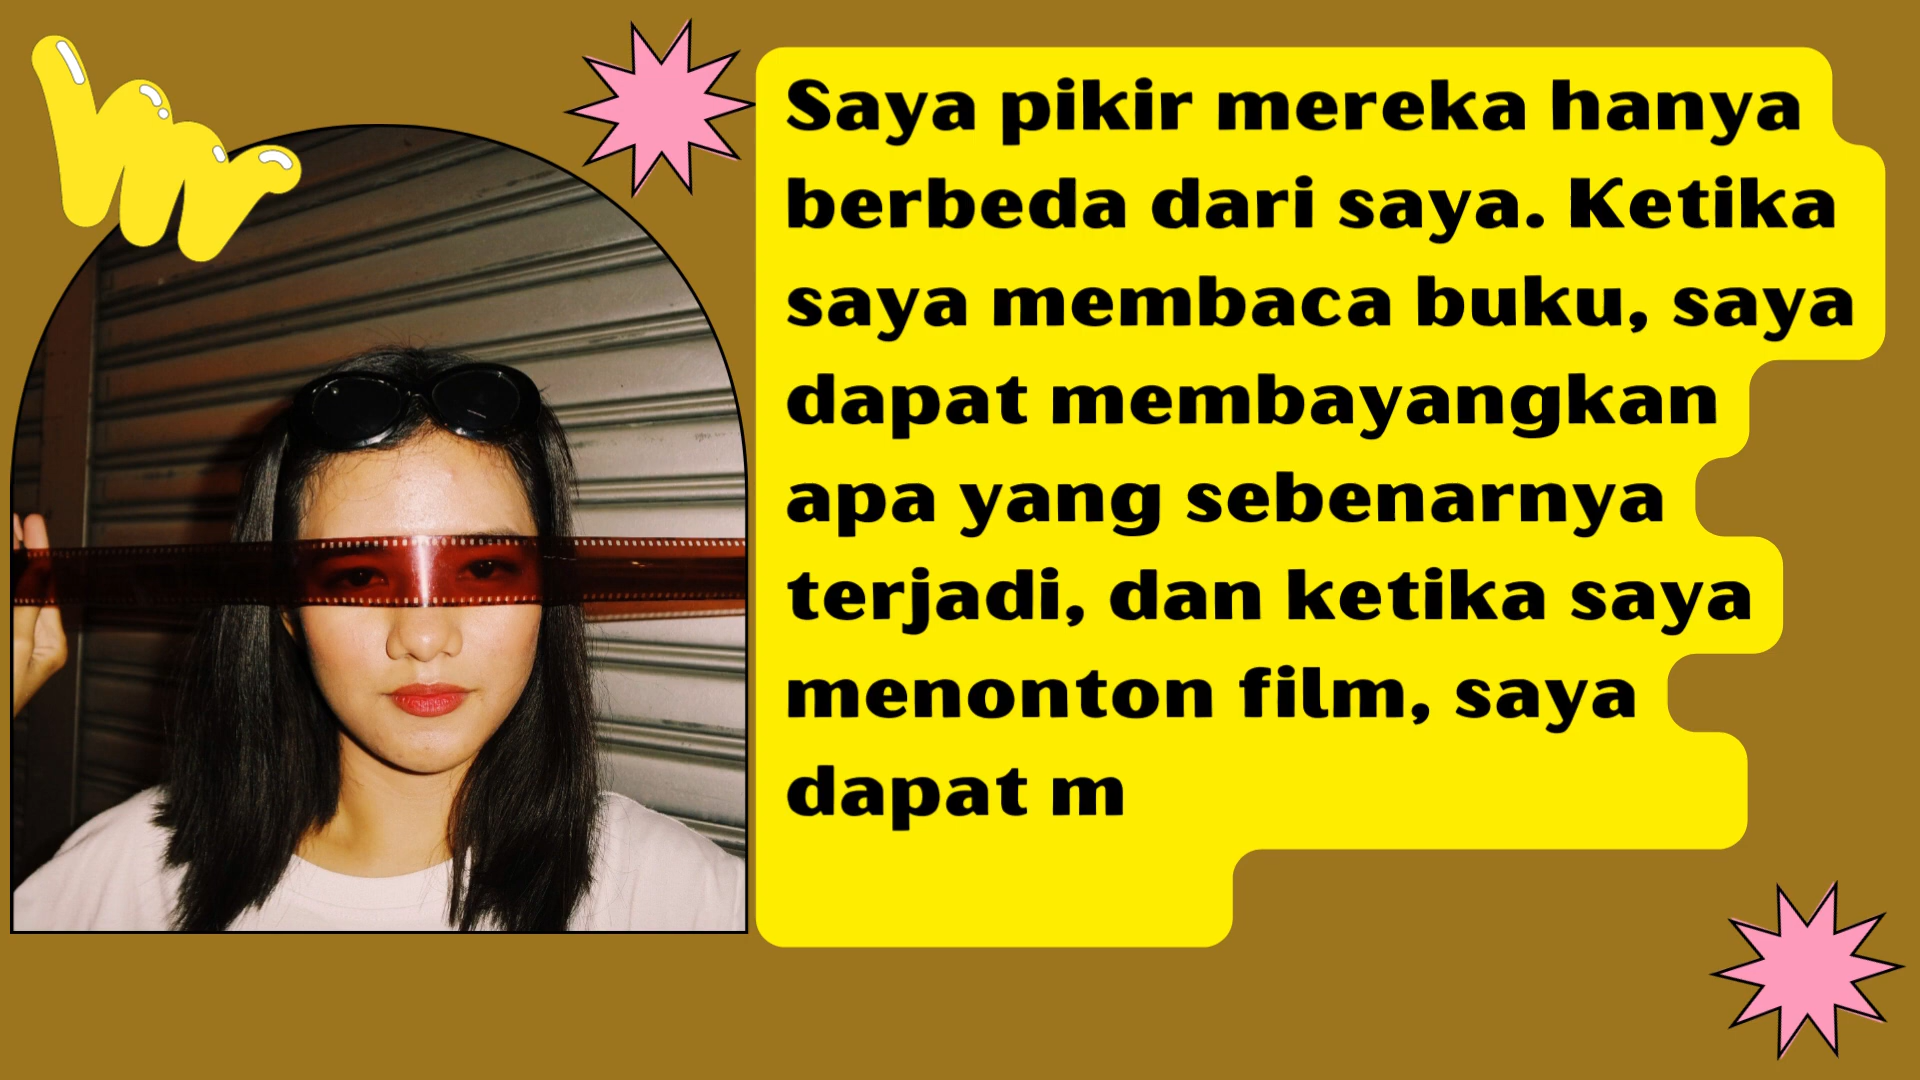 Saya pikir mereka hanya
berbeda dari saya. Ketika
saya membaca buku, saya
dapat membayangkan
apa yang sebenarnya
terjadi, dan ketika saya
menonton film, saya
dapat m